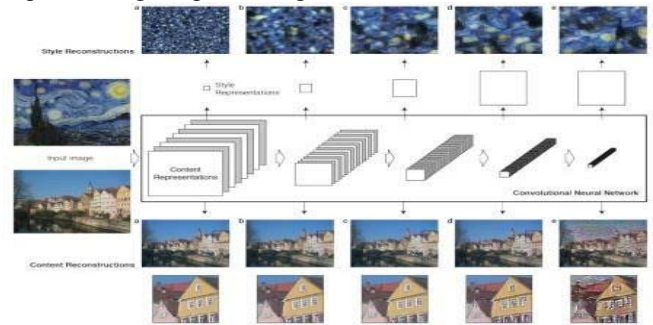 a b c d e
Style Reconstructions
Style
Representations
Input image
Content
Representations
Convolutional Neural Network
a b c d e
Content Reconstructions